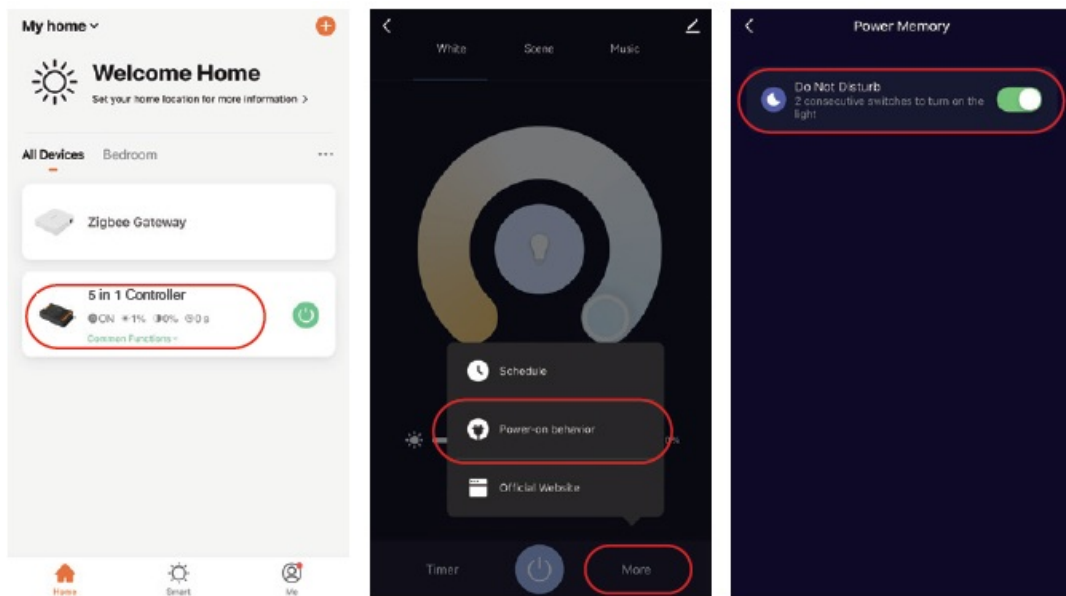 My home
Welcome Home
Set your home location for more information >
All Devices Bedroom
Zigbee Gateway
5 in 1 Controller
ON 1% 0% 0 s
Common Functions
Home Smart Me
White Scene Music
Schedule
Power-on behavior
0%
Official Website
Timer More
Power Memory
Do Not Disturb
2 consecutive switches to turn on the
light